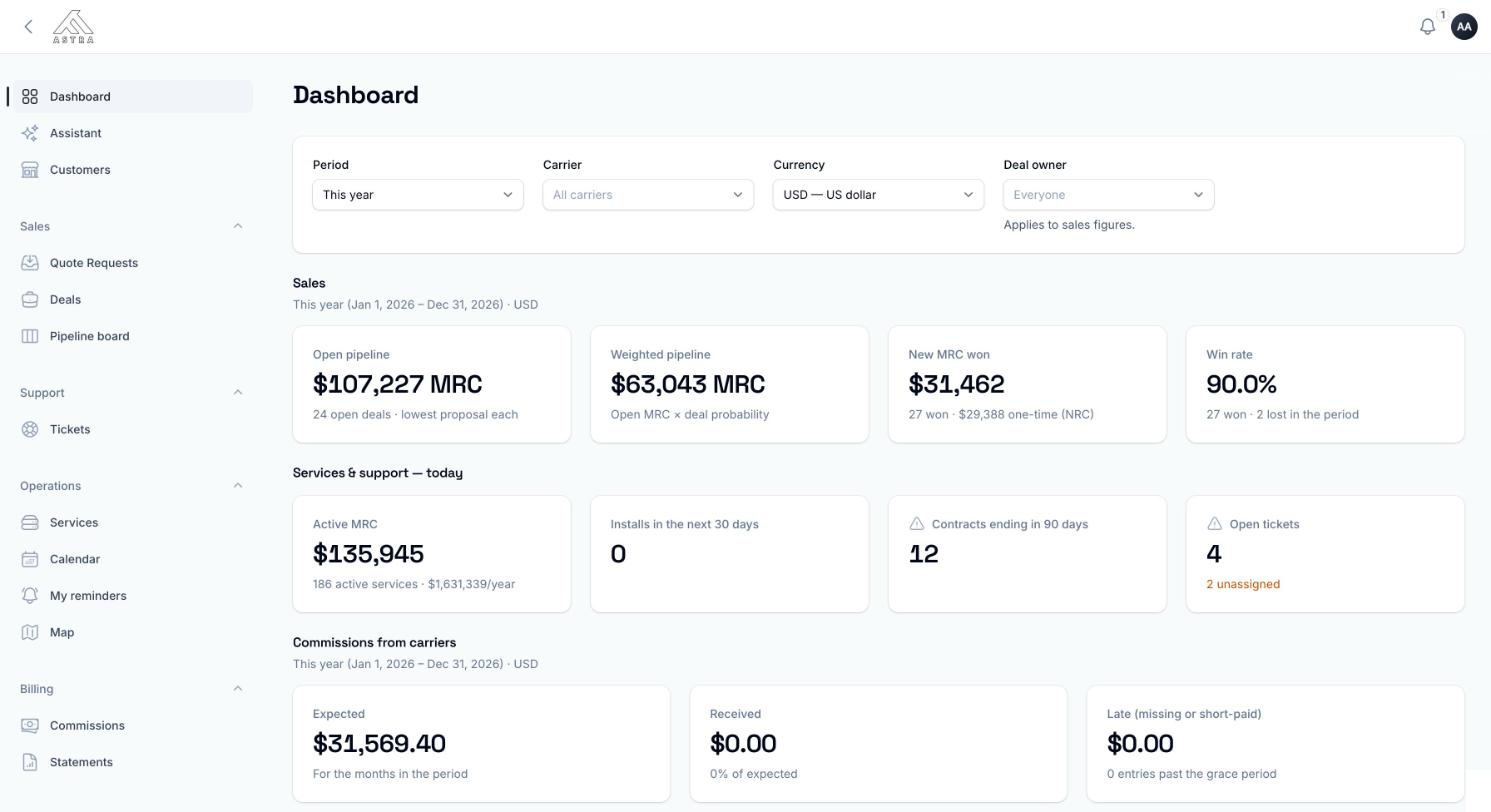 ASTRA
1
AA
Dashboard
Assistant
Customers
Sales
Quote Requests
Deals
Pipeline board
Support
Tickets
Operations
Services
Calendar
My reminders
Map
Billing
Commissions
Statements
Dashboard
Period
Carrier
Currency
Deal owner
This year
All carriers
USD — US dollar
Everyone
Applies to sales figures.
Sales
This year (Jan 1, 2026 – Dec 31, 2026) · USD
Open pipeline
$107,227 MRC
24 open deals · lowest proposal each
Weighted pipeline
$63,043 MRC
Open MRC × deal probability
New MRC won
$31,462
27 won · $29,388 one-time (NRC)
Win rate
90.0%
27 won · 2 lost in the period
Services & support — today
Active MRC
$135,945
186 active services · $1,631,339/year
Installs in the next 30 days
0
Contracts ending in 90 days
12
Open tickets
4
2 unassigned
Commissions from carriers
This year (Jan 1, 2026 – Dec 31, 2026) · USD
Expected
$31,569.40
For the months in the period
Received
$0.00
0% of expected
Late (missing or short-paid)
$0.00
0 entries past the grace period